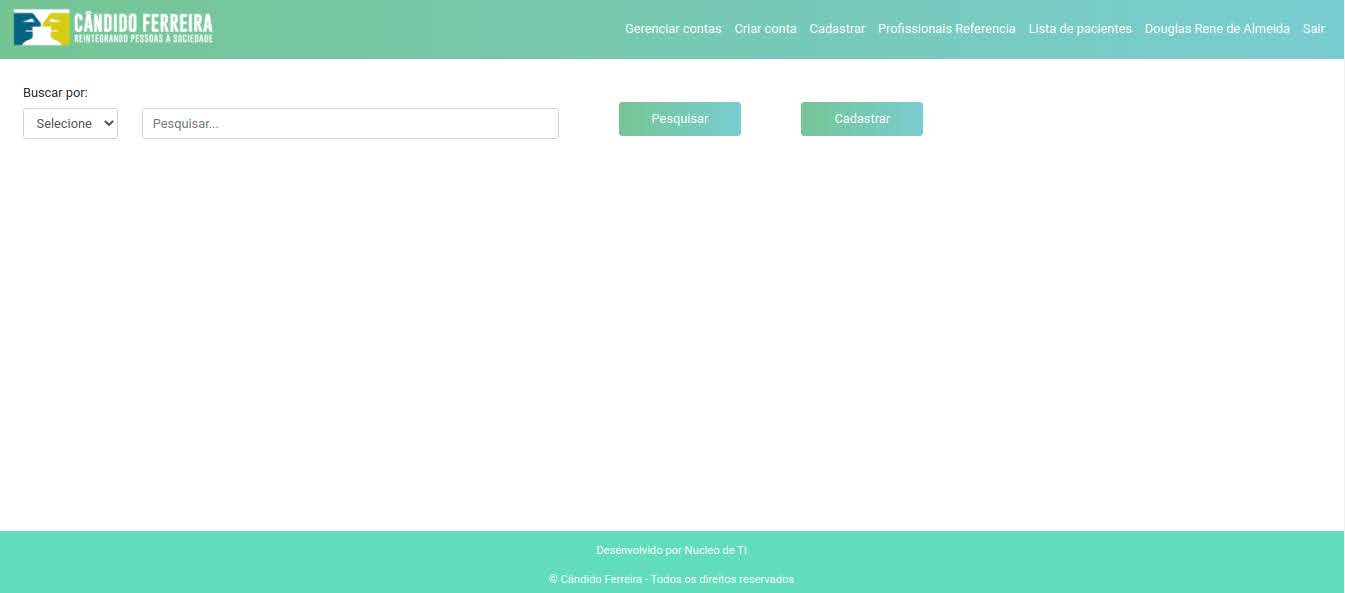 CÂNDIDO FERREIRA
REINTEGRANDO PESSOAS À SOCIEDADE
Gerenciar contas Criar conta Cadastrar Profissionais Referencia Lista de pacientes Douglas Rene de Almeida Sair
Buscar por:
Selecione Pesquisar... Pesquisar Cadastrar
Desenvolvido por Nucleo de TI
© Cândido Ferreira - Todos os direitos reservados